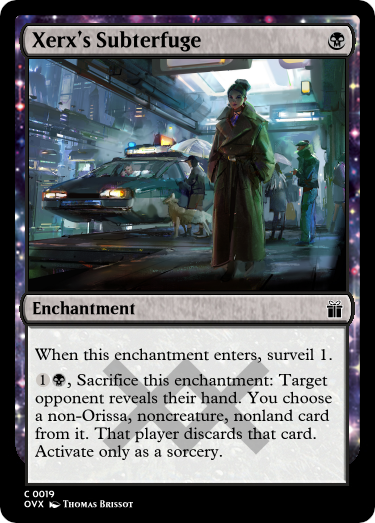 Xerx's Subterfuge
Enchantment
When this enchantment enters, surveil 1.
1, Sacrifice this enchantment: Target
opponent reveals their hand. You choose
a non-Orissa, noncreature, nonland card
from it. That player discards that card.
Activate only as a sorcery.
C 0019
OVX Thomas Brissot